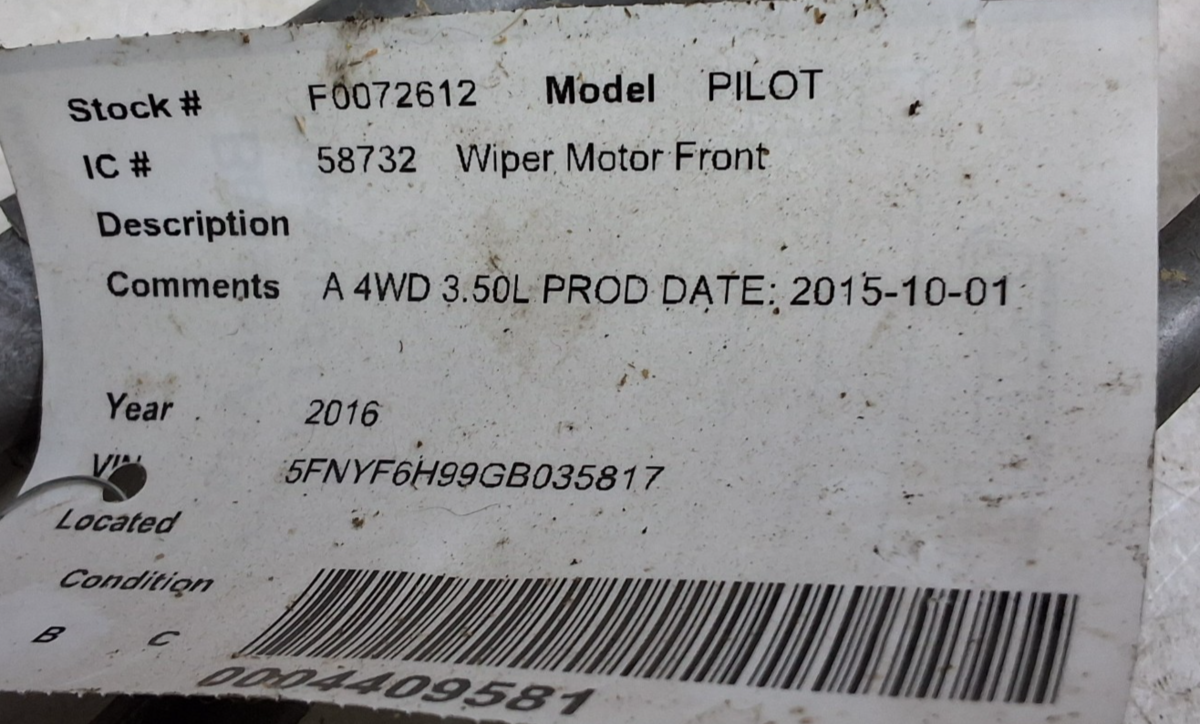 Stock # F0072612 Model PILOT
IC # 58732 Wiper Motor Front
Description
Comments A 4WD 3.50L PROD DATE: 2015-10-01
Year 2016
VIN 5FNYF6H99GB035817
Located
Condition
B C
0004409581